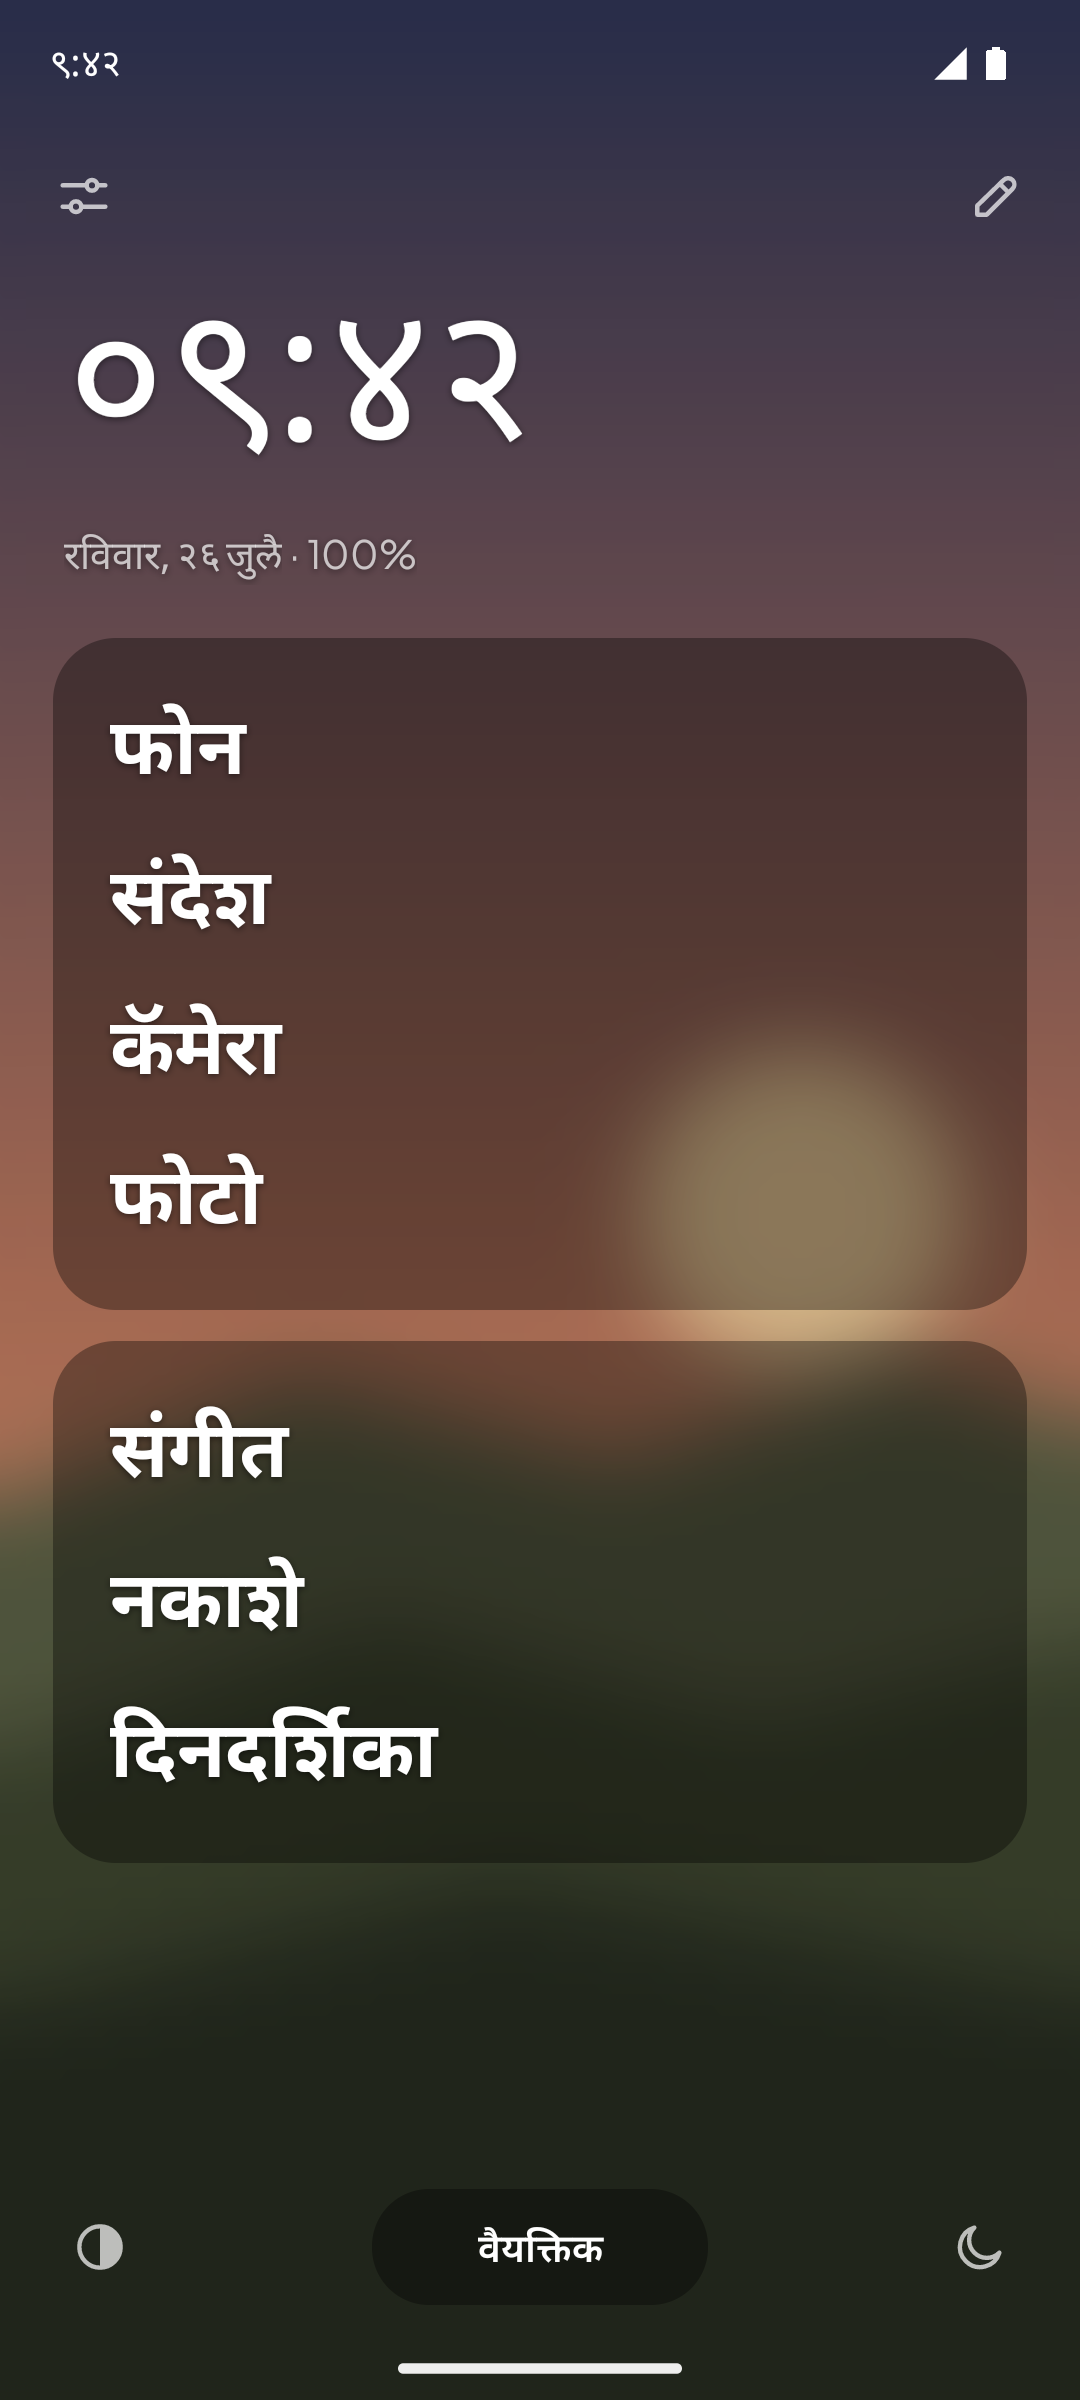 ९:४२
०९:४२
रविवार, २६ जुलै · 100%
फोन
संदेश
कॅमेरा
फोटो
संगीत
नकाशे
दिनदर्शिका
वैयक्तिक